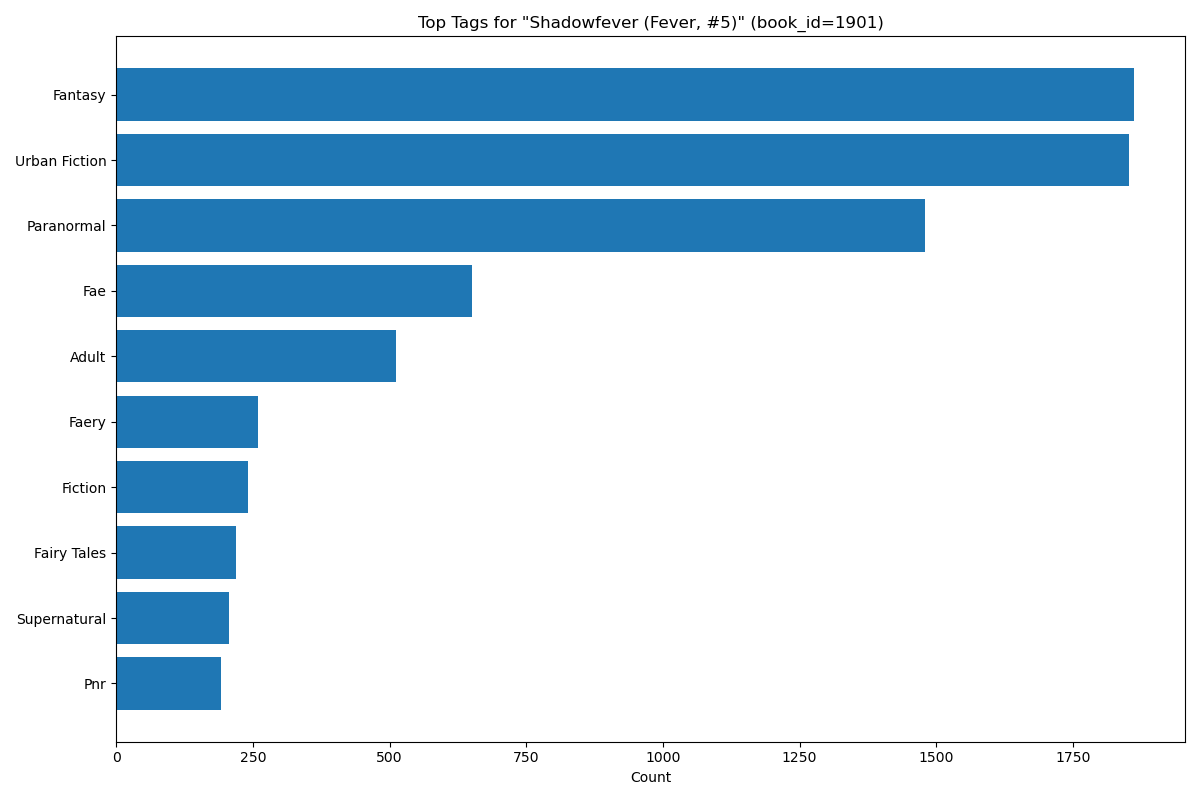 Top Tags for "Shadowfever (Fever, #5)" (book_id=1901)
Fantasy
Urban Fiction
Paranormal
Fae
Adult
Faery
Fiction
Fairy Tales
Supernatural
Pnr
0 250 500 750 1000 1250 1500 1750
Count